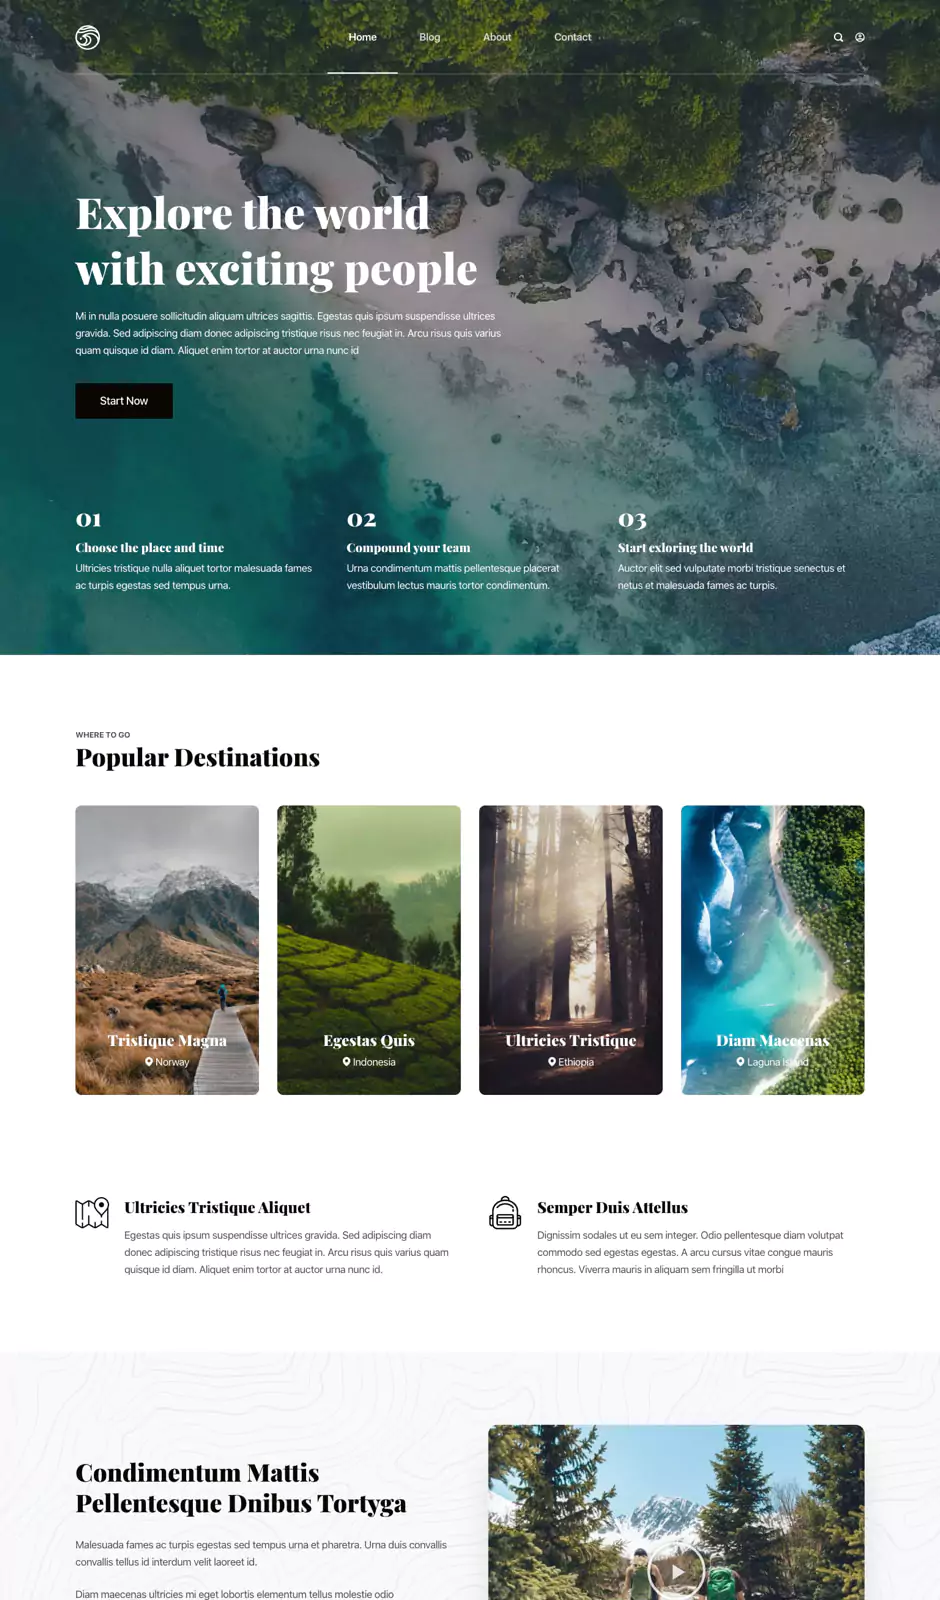 Home Blog About Contact
Explore the world
with exciting people
Mi in nulla posuere sollicitudin aliquam ultrices sagittis. Egestas quis ipsum suspendisse ultrices
gravida. Sed adipiscing diam donec adipiscing tristique risus nec feugiat in. Arcu risus quis varius
quam quisque id diam. Aliquet enim tortor at auctor urna nunc id
Start Now
01
Choose the place and time
Ultricies tristique nulla aliquet tortor malesuada fames
ac turpis egestas sed tempus urna.
02
Compound your team
Urna condimentum mattis pellentesque placerat
vestibulum lectus mauris tortor condimentum.
03
Start exloring the world
Auctor elit sed vulputate morbi tristique senectus et
netus et malesuada fames ac turpis.
WHERE TO GO
Popular Destinations
Tristique Magna
Norway
Egestas Quis
Indonesia
Ultricies Tristique
Ethiopia
Diam Maecenas
Laguna Island
Ultricies Tristique Aliquet
Egestas quis ipsum suspendisse ultrices gravida. Sed adipiscing diam
donec adipiscing tristique risus nec feugiat in. Arcu risus quis varius quam
quisque id diam. Aliquet enim tortor at auctor urna nunc id.
Semper Duis Attellus
Dignissim sodales ut eu sem integer. Odio pellentesque diam volutpat
commodo sed egestas egestas. A arcu cursus vitae congue mauris
rhoncus. Viverra mauris in aliquam sem fringilla ut morbi
Condimentum Mattis
Pellentesque Dnibus Tortyga
Malesuada fames ac turpis egestas sed tempus urna et pharetra. Urna duis convallis
convallis tellus id interdum velit laoreet id.
Diam maecenas ultricies mi eget lobortis elementum tellus molestie odio